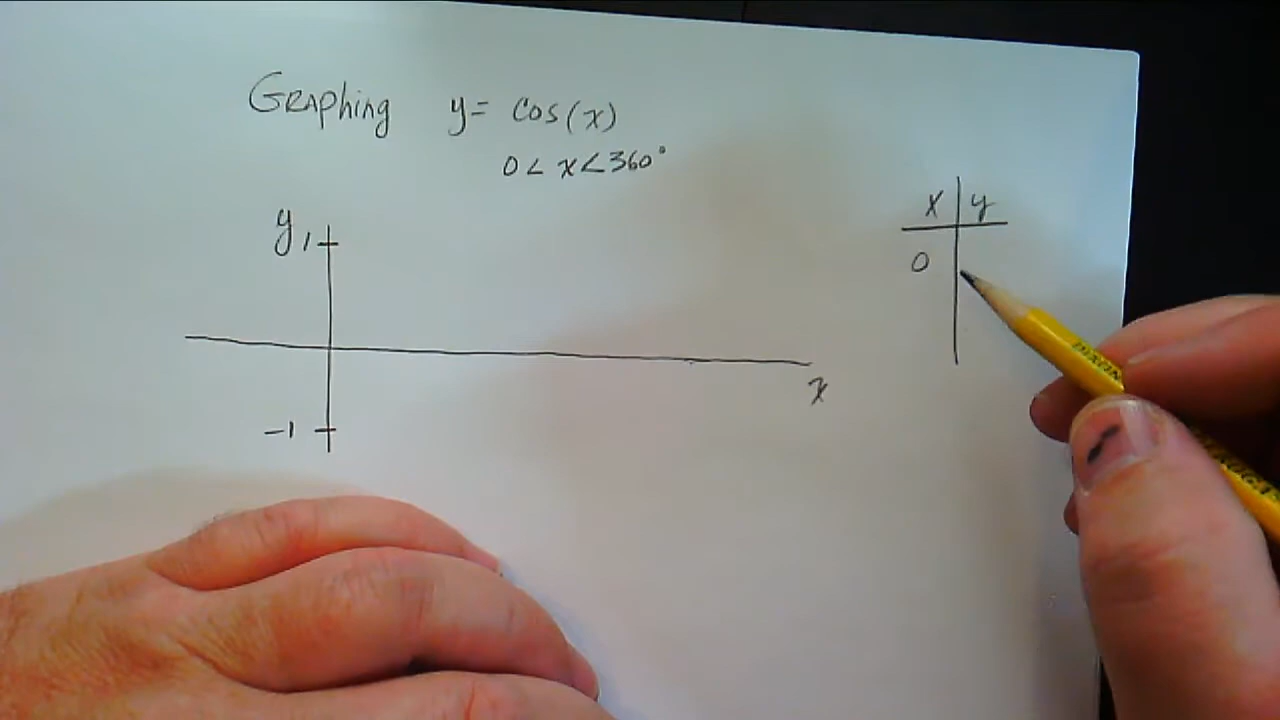 Graphing y = cos(x)
0 < x < 360°
y
1
-1
x
x y
0